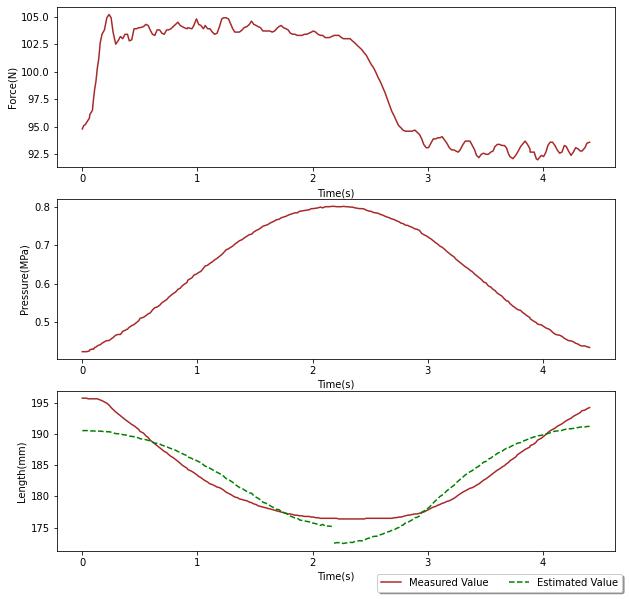 105.0
102.5
100.0
97.5
95.0
92.5
Force(N)
0 1 2 3 4
Time(s)
0.8
0.7
0.6
0.5
Pressure(MPa)
0 1 2 3 4
Time(s)
195
190
185
180
175
Length(mm)
0 1 2 3 4
Time(s)
Measured Value Estimated Value